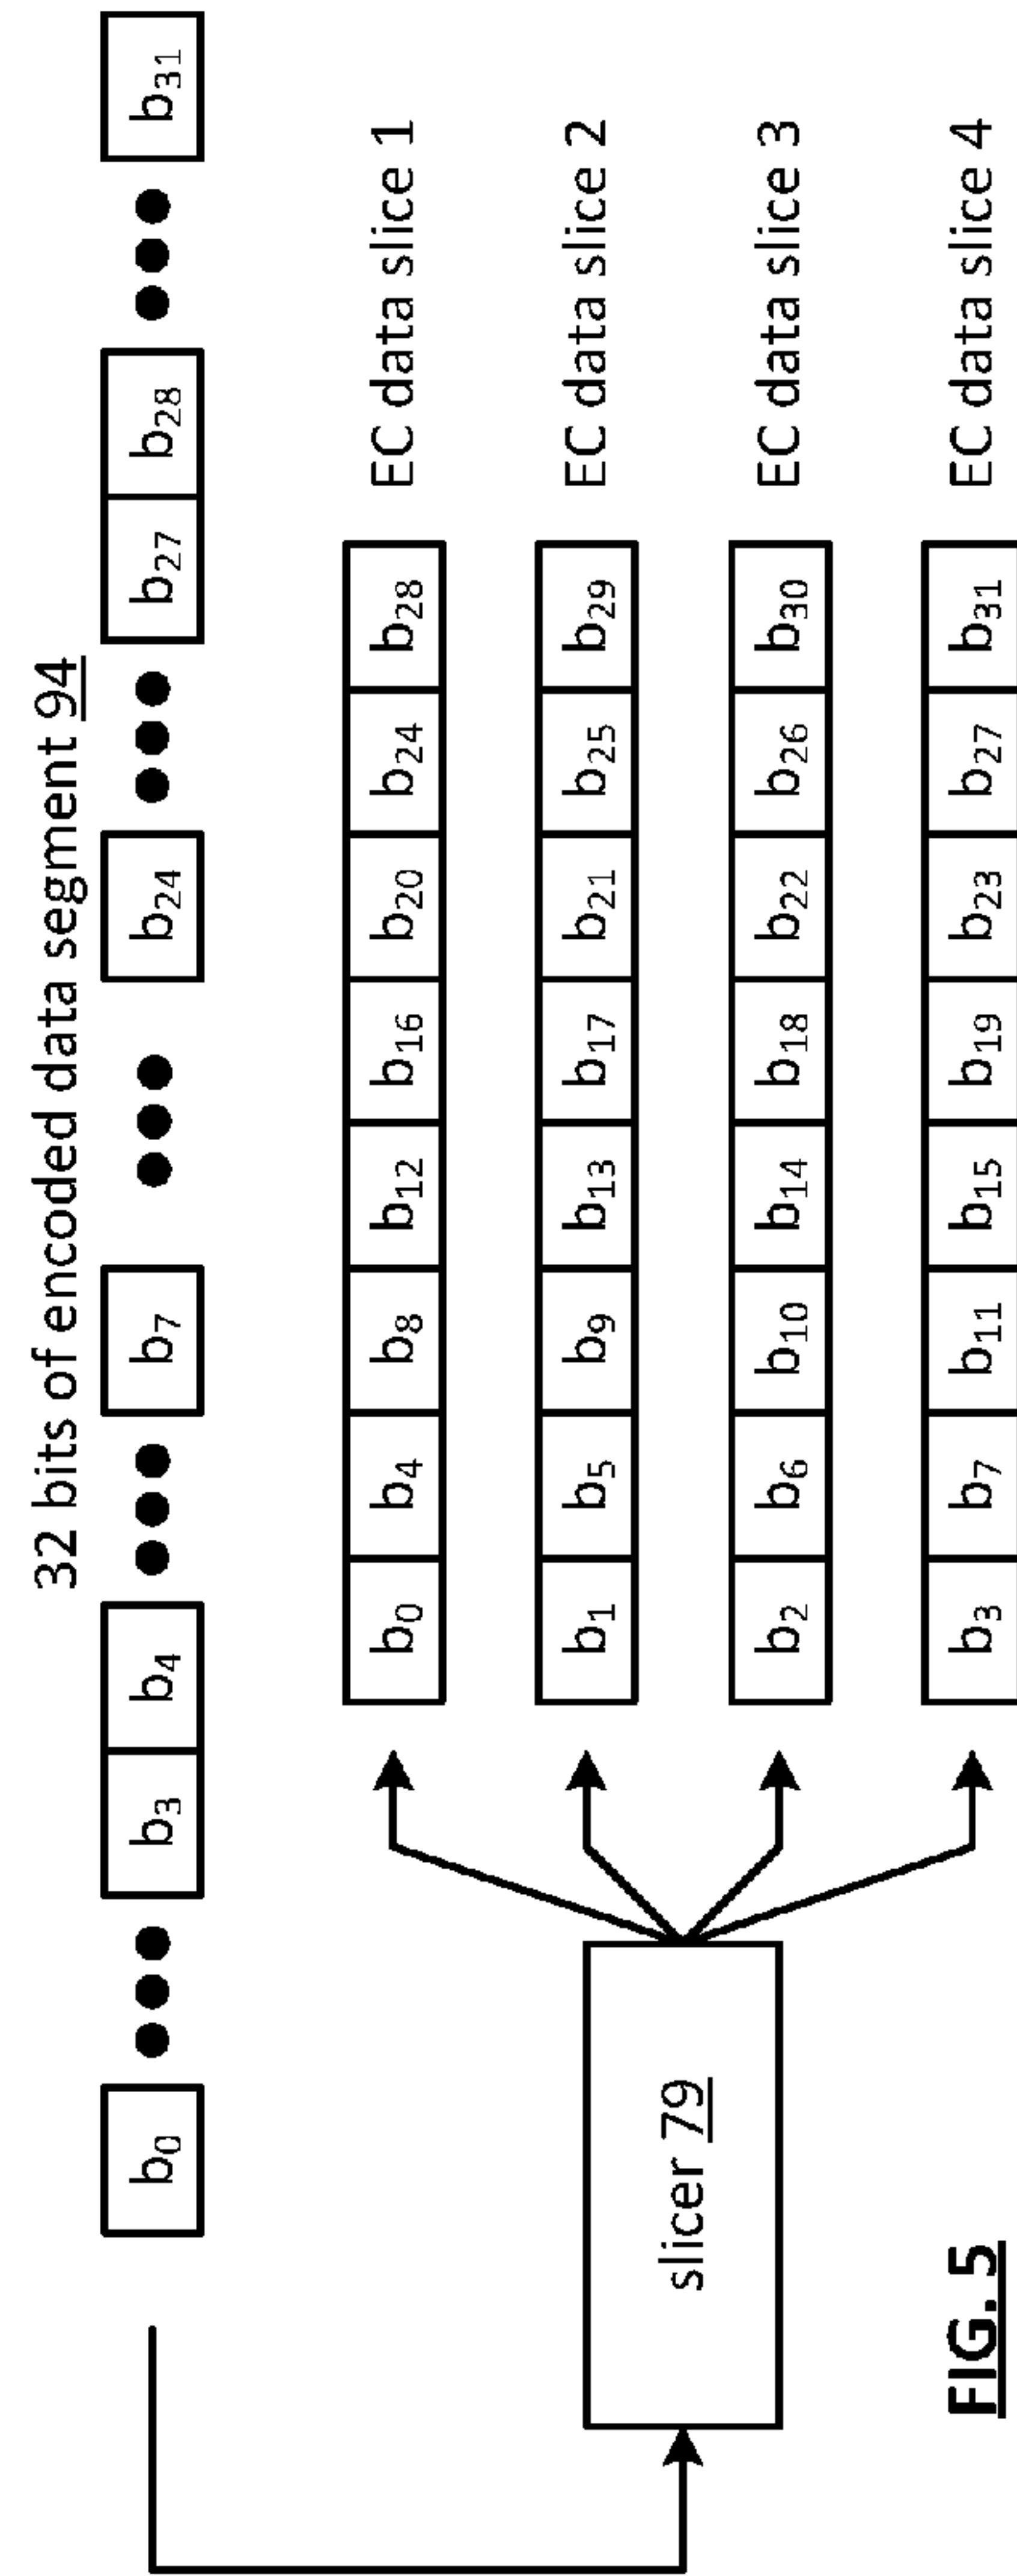 32 bits of encoded data segment 94
b0 b3 b4 b7 b24 b27 b28 b31
b0 b4 b8 b12 b16 b20 b24 b28 EC data slice 1
b1 b5 b9 b13 b17 b21 b25 b29 EC data slice 2
slicer 79
b2 b6 b10 b14 b18 b22 b26 b30 EC data slice 3
b3 b7 b11 b15 b19 b23 b27 b31 EC data slice 4
FIG. 5